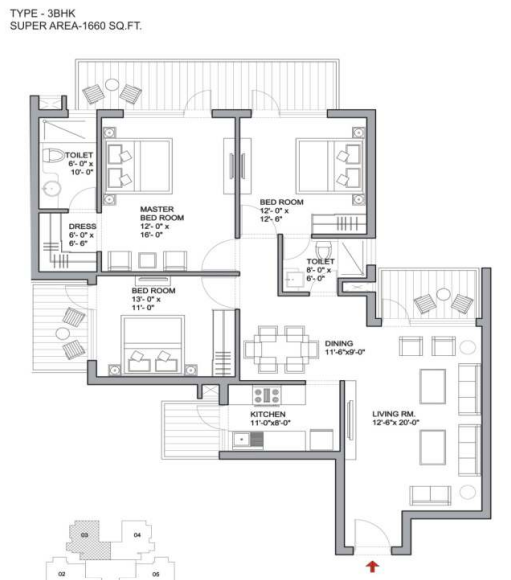 TYPE - 3BHK
SUPER AREA-1660 SQ.FT.
TOILET
6'- 0" x
10'- 0"
MASTER
BED ROOM
12'- 0" x
16'- 0"
BED ROOM
12'- 0" x
12'- 6"
DRESS
6'- 0" x
6'- 6"
TOILET
8'- 0" x
6'- 0"
BED ROOM
13'- 0" x
11'- 0"
DINING
11'-6"x9'-0"
KITCHEN
11'-0"x8'-0"
LIVING RM.
12'-6"x 20'-0"
03
04
02
05